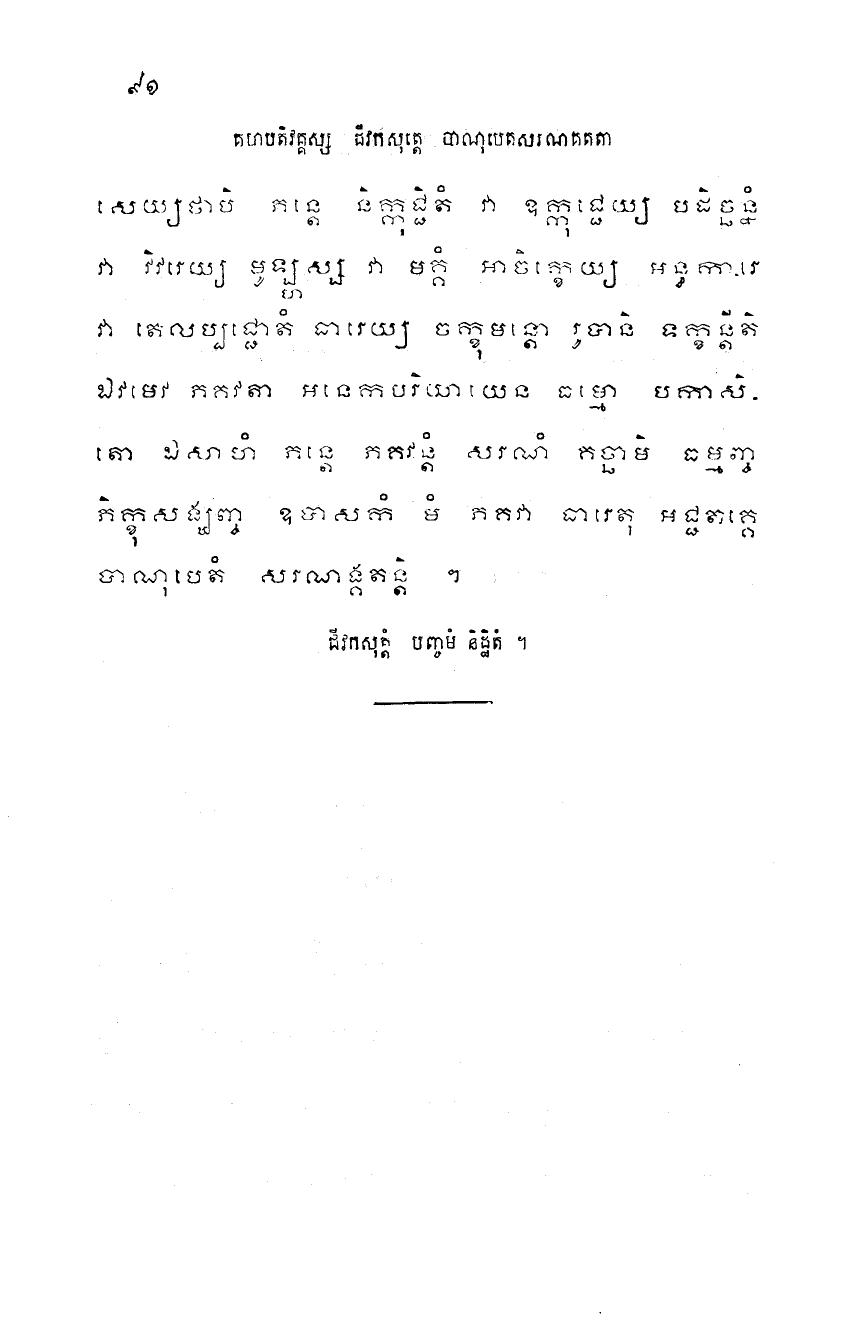 ៩១
គហបតិវគ្គស្ស ជីវកសុត្តេ បាណុបេតសរណគតតា
សេយ្យថាបិ ភន្តេ និក្កុជ្ជិតំ វា ឧក្កុជ្ជេយ្យ បដិច្ឆន្នំ
វា វិវរេយ្យ មូឡ្ហស្ស វា មគ្គំ អាចិក្ខេយ្យ អន្ធការេ
វា តេលប្បជ្ជោតំ ធារេយ្យ ចក្ខុមន្តោ រូបានិ ទក្ខន្តីតិ
ឯវមេវ ភគវតា អនេកបរិយាយេន ធម្មោ បកាសិ-
តោ ឯសាហំ ភន្តេ ភគវន្តំ សរណំ គច្ឆាមិ ធម្មញ្ច
ភិក្ខុសង្ឃញ្ច ឧបាសកំ មំ ភគវា ធារេតុ អជ្ជតគ្គេ
បាណុបេតំ សរណង្គតន្តិ ។
ជីវកសុត្តំ បញ្ចមំ និដ្ឋិតំ ។